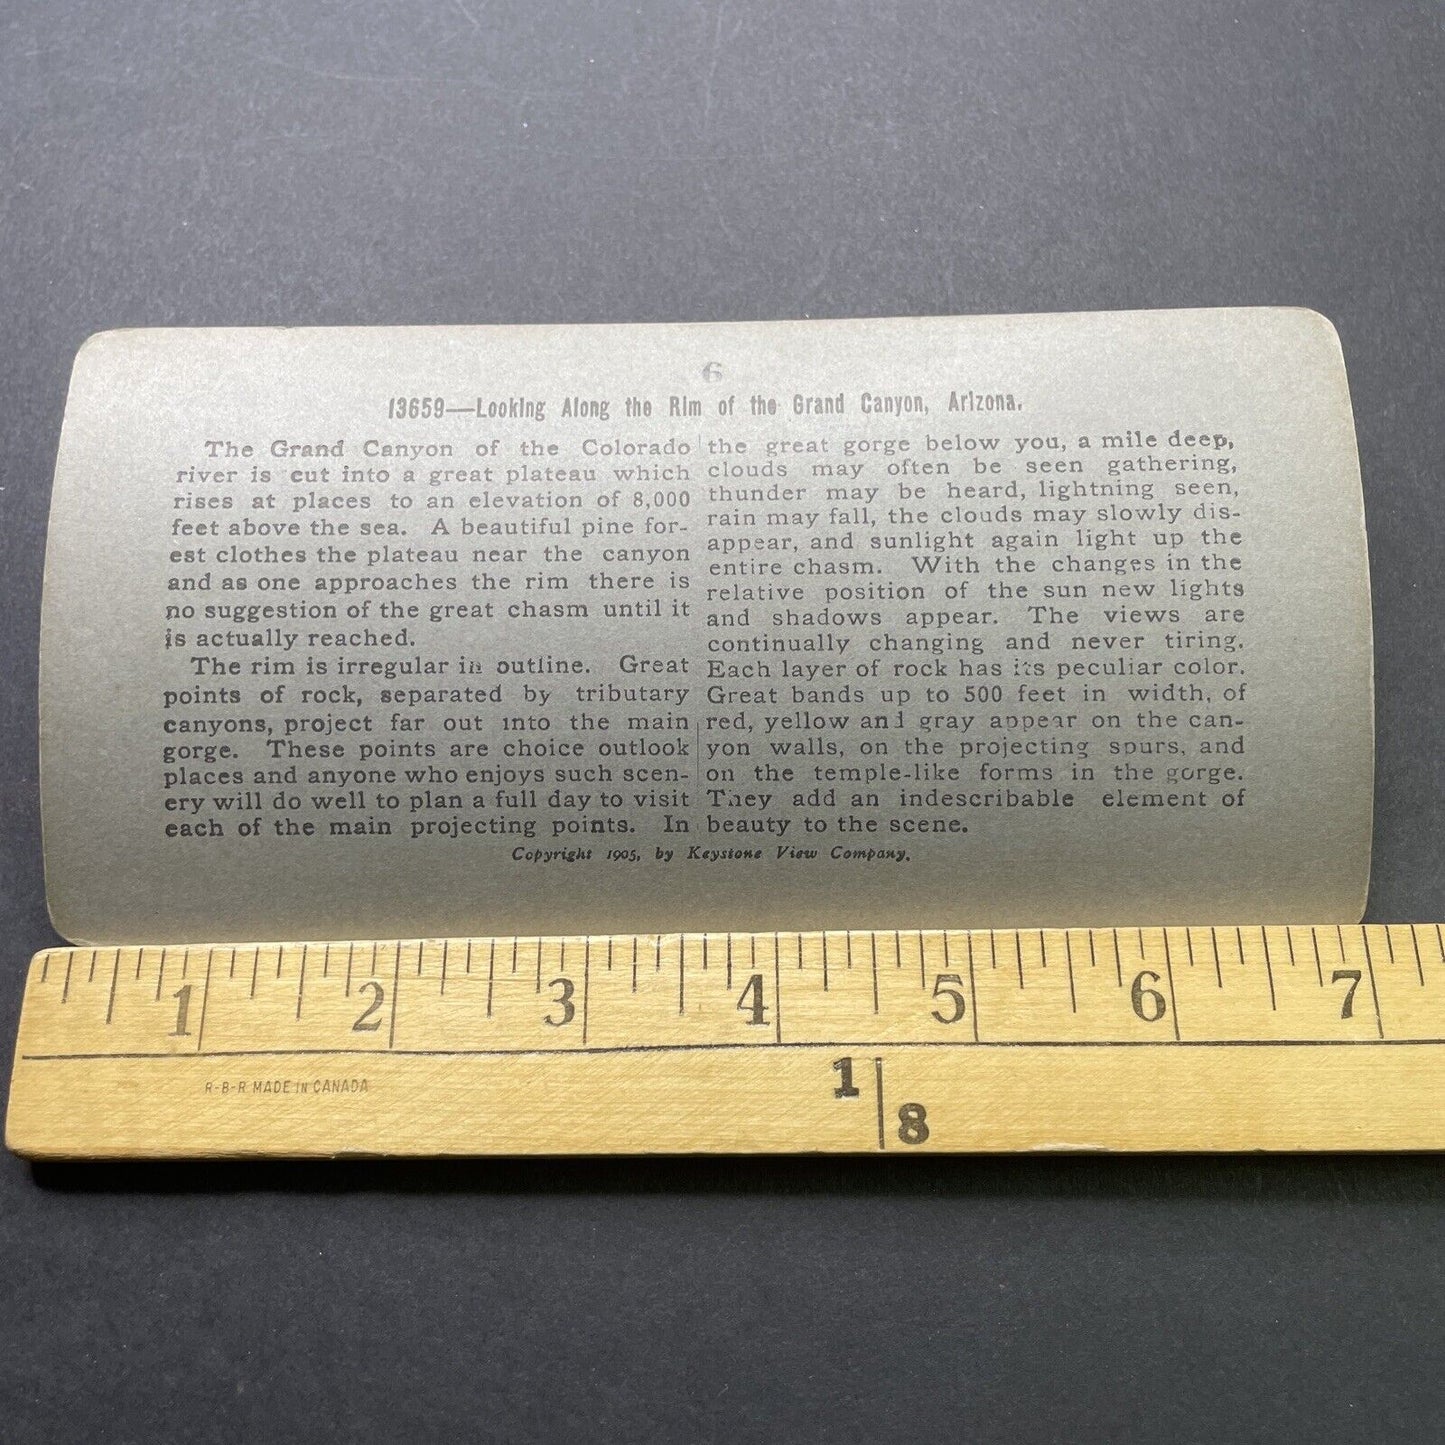 6
13659—Looking Along the Rim of the Grand Canyon, Arizona.
The Grand Canyon of the Colorado
river is cut into a great plateau which
rises at places to an elevation of 8,000
feet above the sea. A beautiful pine for-
est clothes the plateau near the canyon
and as one approaches the rim there is
no suggestion of the great chasm until it
is actually reached.
The rim is irregular in outline. Great
points of rock, separated by tributary
canyons, project far out into the main
gorge. These points are choice outlook
places and anyone who enjoys such scen-
ery will do well to plan a full day to visit
each of the main projecting points. In
the great gorge below you, a mile deep,
clouds may often be seen gathering,
thunder may be heard, lightning seen,
rain may fall, the clouds may slowly dis-
appear, and sunlight again light up the
entire chasm. With the changes in the
relative position of the sun new lights
and shadows appear. The views are
continually changing and never tiring.
Each layer of rock has its peculiar color.
Great bands up to 500 feet in width, of
red, yellow and gray appear on the can-
yon walls, on the projecting spurs, and
on the temple-like forms in the gorge.
They add an indescribable element of
beauty to the scene.
Copyright 1905, by Keystone View Company.
1 2 3 4 5 6 7
R-B-R MADE IN CANADA
1
8